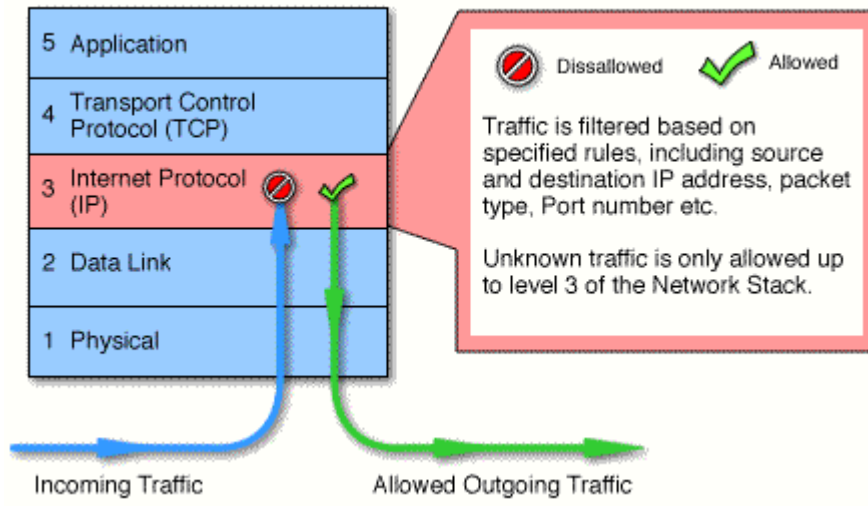 5 Application
4 Transport Control
Protocol (TCP)
3 Internet Protocol
(IP)
2 Data Link
1 Physical
Dissallowed
Allowed
Traffic is filtered based on
specified rules, including source
and destination IP address, packet
type, Port number etc.
Unknown traffic is only allowed up
to level 3 of the Network Stack.
Incoming Traffic
Allowed Outgoing Traffic